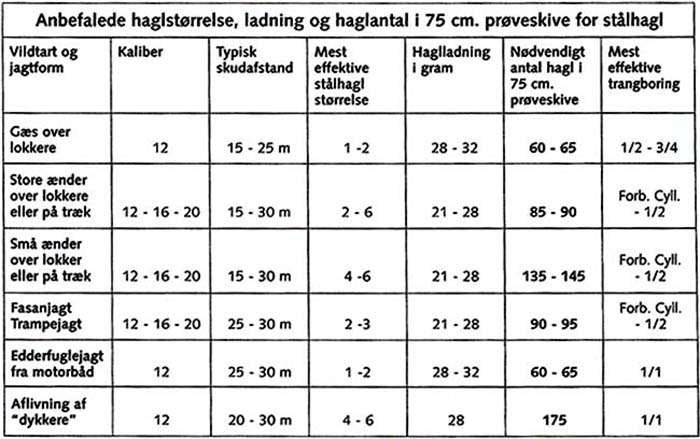 Anbefalede haglstørrelse, ladning og haglantal i 75 cm. prøveskive for stålhagl
Vildtart og jagtform | Kaliber | Typisk skudafstand | Mest effektive stålhagl størrelse | Haglladning i gram | Nødvendigt antal hagl i 75 cm. prøveskive | Mest effektive trangboring
Gæs over lokkere | 12 | 15 - 25 m | 1 -2 | 28 - 32 | 60 - 65 | 1/2 - 3/4
Store ænder over lokkere eller på træk | 12 - 16 - 20 | 15 - 30 m | 2 - 6 | 21 - 28 | 85 - 90 | Forb. Cyll. - 1/2
Små ænder over lokker eller på træk | 12 - 16 - 20 | 15 - 30 m | 4 -6 | 21 - 28 | 135 - 145 | Forb. Cyll. - 1/2
Fasanjagt Trampejagt | 12 - 16 - 20 | 25 - 30 m | 2 -3 | 21 - 28 | 90 - 95 | Forb. Cyll. - 1/2
Edderfuglejagt fra motorbåd | 12 | 25 - 30 m | 1 -2 | 28 - 32 | 60 - 65 | 1/1
Aflivning af "dykkere" | 12 | 20 - 30 m | 4 - 6 | 28 | 175 | 1/1